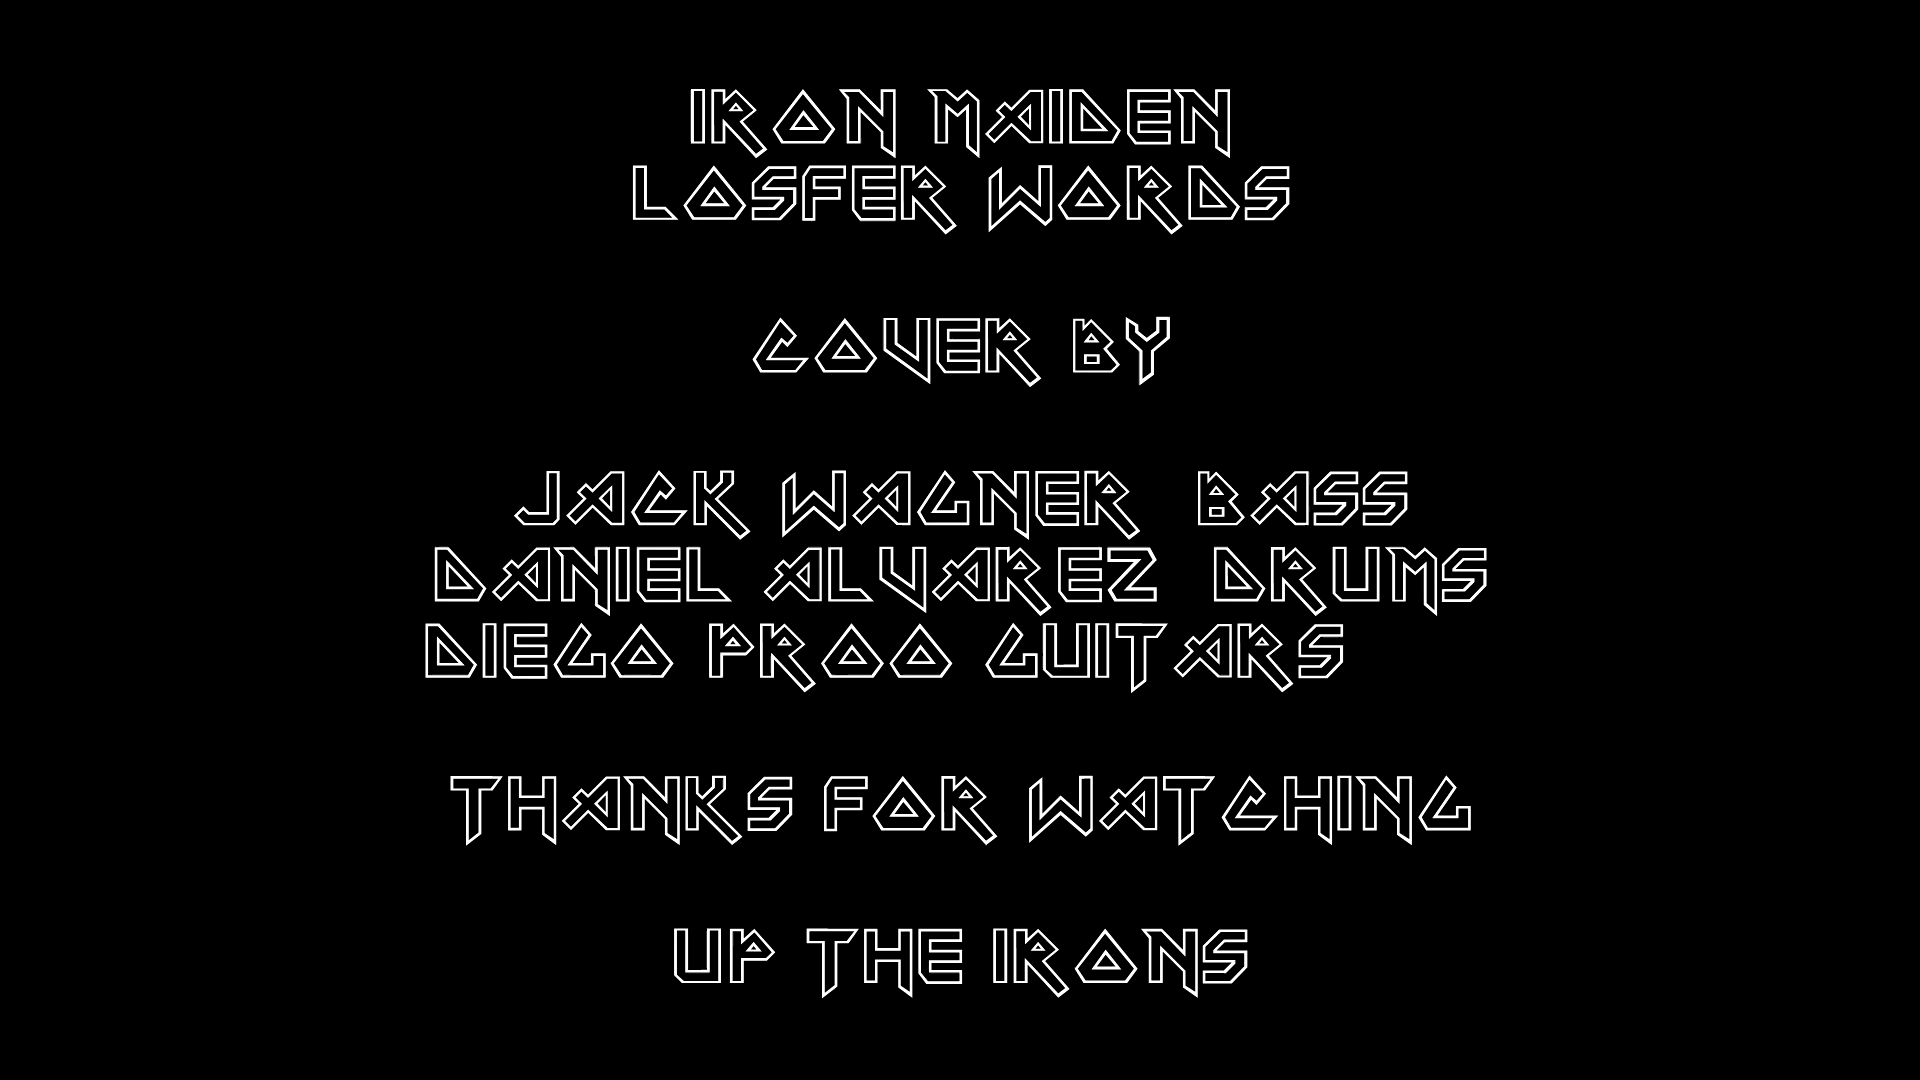 IRON MAIDEN
LOSFER WORDS
COVER BY
JACK WAGNER BASS
DANIEL ALVAREZ DRUMS
DIEGO PROO GUITARS
THANKS FOR WATCHING
UP THE IRONS